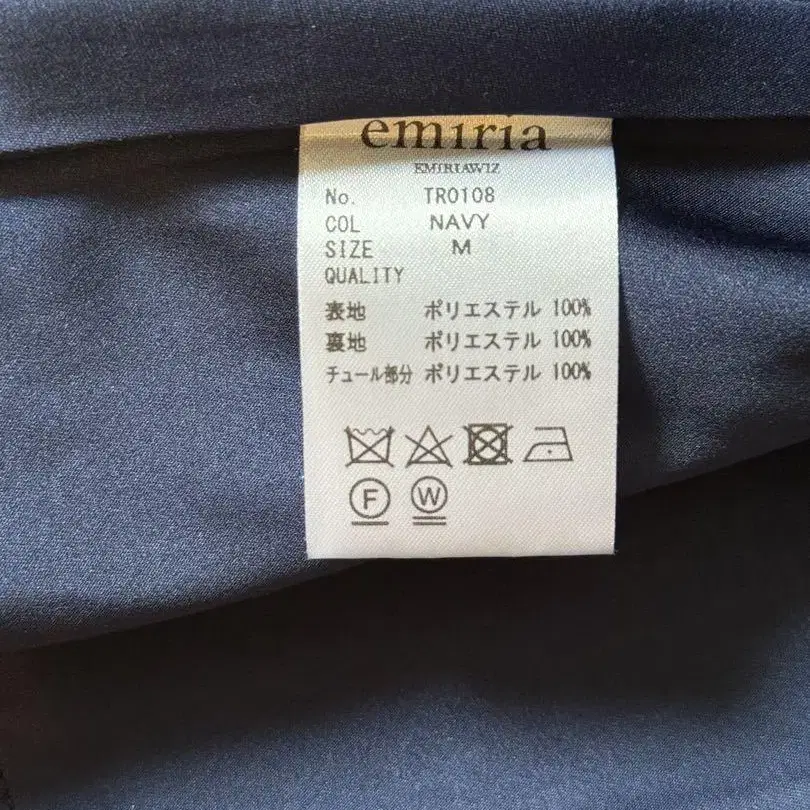 emiria
EMIRIAWIZ
No. TR0108
COL NAVY
SIZE M
QUALITY
表地 ポリエステル 100%
裏地 ポリエステル 100%
チュール部分 ポリエステル 100%
F W